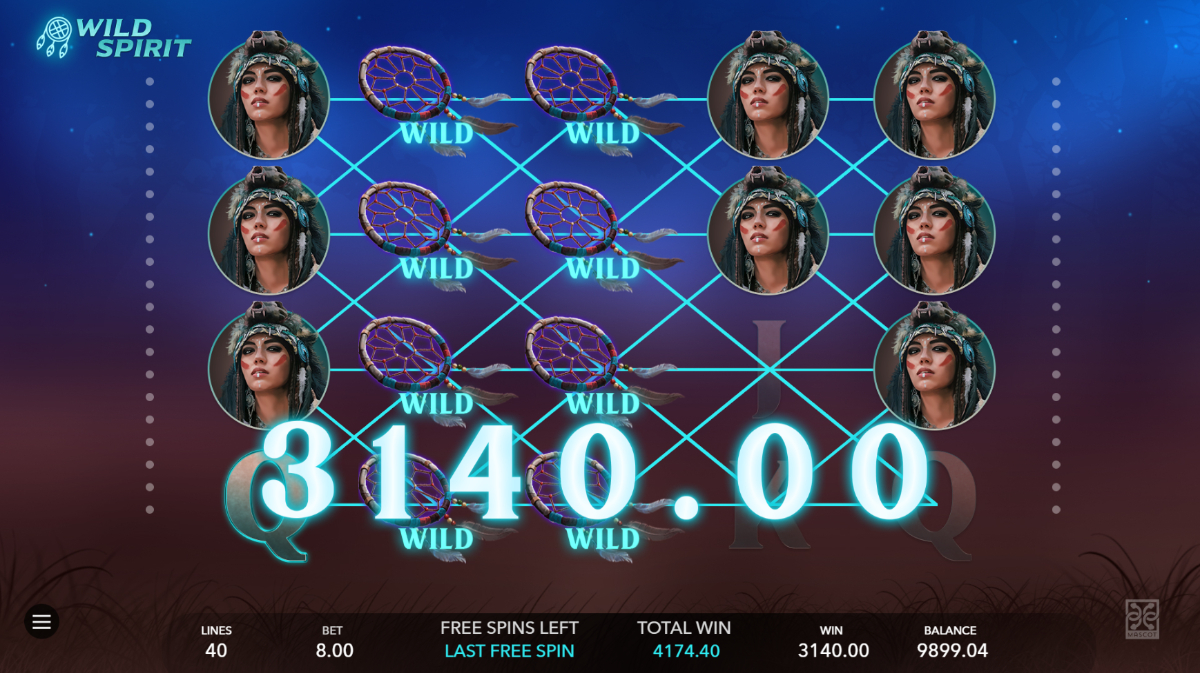 WILD
SPIRIT
WILD WILD
WILD WILD
J
WILD WILD
3140.00
Q K Q
WILD WILD
LINES BET FREE SPINS LEFT TOTAL WIN WIN BALANCE
40 8.00 LAST FREE SPIN 4174.40 3140.00 9899.04
MASCOT